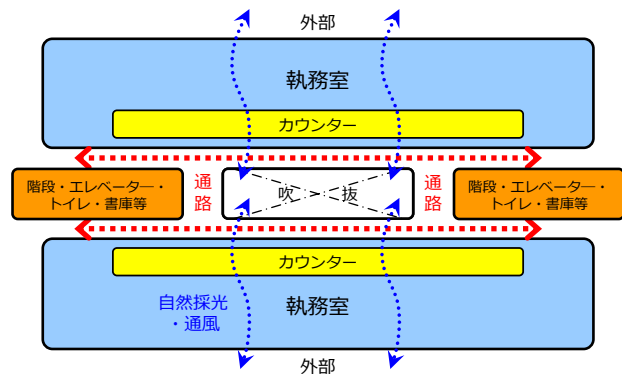 外部
執務室
カウンター
階段・エレベーター・
トイレ・書庫等
通
路
吹 抜
通
路
階段・エレベーター・
トイレ・書庫等
カウンター
自然採光
・通風
執務室
外部